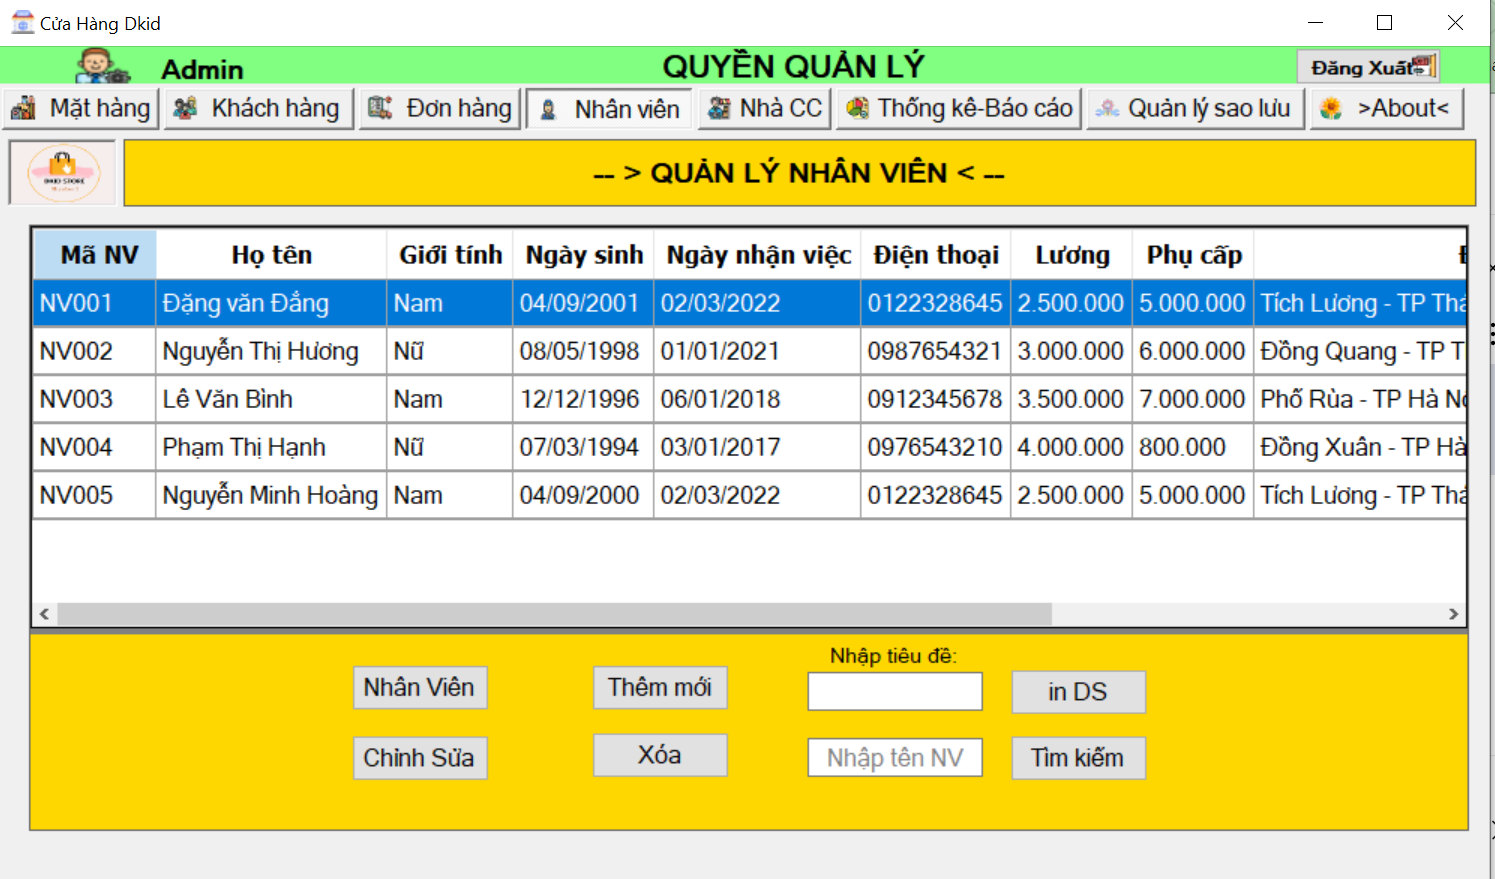 Cửa Hàng Dkid
Admin
QUYỀN QUẢN LÝ
Đăng Xuất
Mặt hàng
Khách hàng
Đơn hàng
Nhân viên
Nhà CC
Thống kê-Báo cáo
Quản lý sao lưu
>About<
DKID STORE
-- > QUẢN LÝ NHÂN VIÊN < --
Mã NV Họ tên Giới tính Ngày sinh Ngày nhận việc Điện thoại Lương Phụ cấp
NV001 Đặng văn Đẳng Nam 04/09/2001 02/03/2022 0122328645 2.500.000 5.000.000 Tích Lương - TP Thá
NV002 Nguyễn Thị Hương Nữ 08/05/1998 01/01/2021 0987654321 3.000.000 6.000.000 Đồng Quang - TP T
NV003 Lê Văn Bình Nam 12/12/1996 06/01/2018 0912345678 3.500.000 7.000.000 Phố Rùa - TP Hà Nộ
NV004 Phạm Thị Hạnh Nữ 07/03/1994 03/01/2017 0976543210 4.000.000 800.000 Đồng Xuân - TP Hà
NV005 Nguyễn Minh Hoàng Nam 04/09/2000 02/03/2022 0122328645 2.500.000 5.000.000 Tích Lương - TP Thá
Nhập tiêu đề:
Nhân Viên
Thêm mới
in DS
Chỉnh Sửa
Xóa
Nhập tên NV
Tìm kiếm